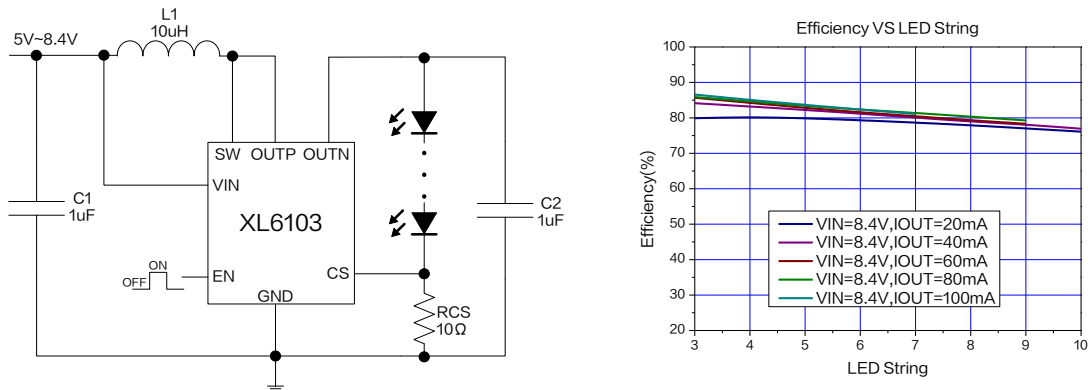 L1
10uH
5V~8.4V
SW OUTP OUTN
VIN
C1
1uF
XL6103
C2
1uF
ON
OFF
EN
CS
GND
RCS
10Ω
Efficiency VS LED String
Efficiency(%)
100
90
80
70
60
50
40
30
20
VIN=8.4V,IOUT=20mA
VIN=8.4V,IOUT=40mA
VIN=8.4V,IOUT=60mA
VIN=8.4V,IOUT=80mA
VIN=8.4V,IOUT=100mA
3 4 5 6 7 8 9 10
LED String